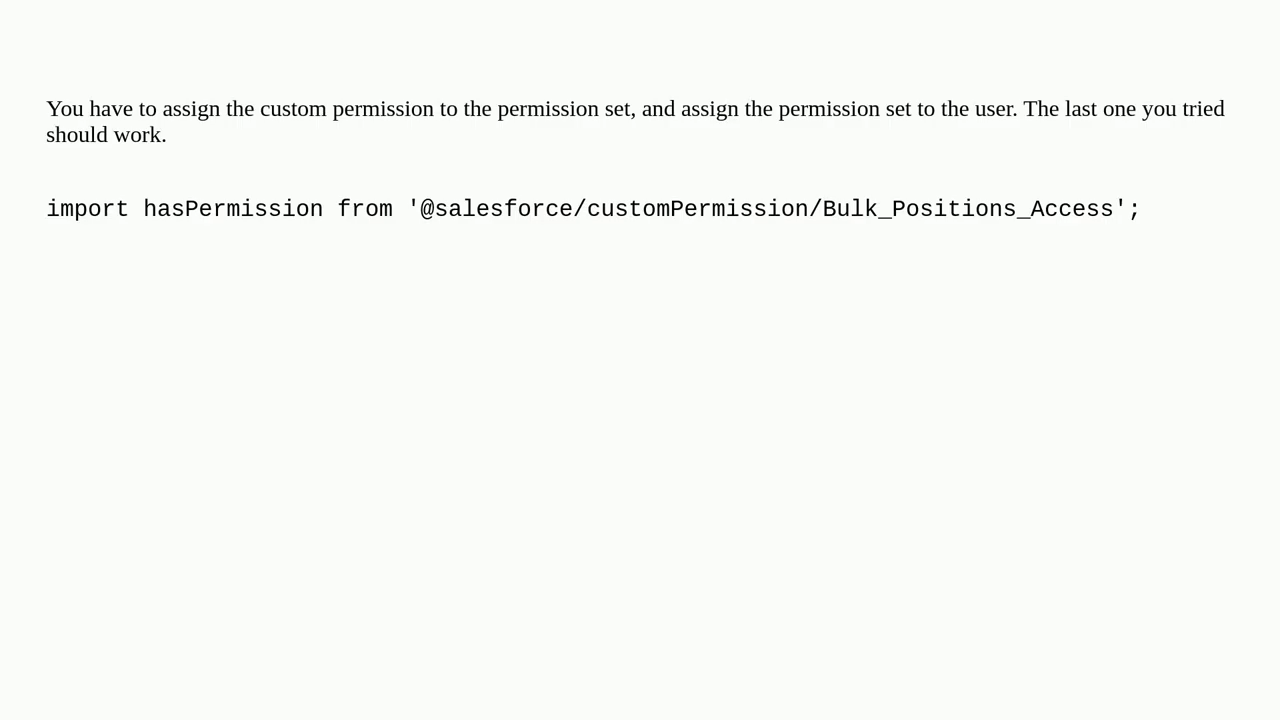 You have to assign the custom permission to the permission set, and assign the permission set to the user. The last one you tried
should work.
import hasPermission from '@salesforce/customPermission/Bulk_Positions_Access';